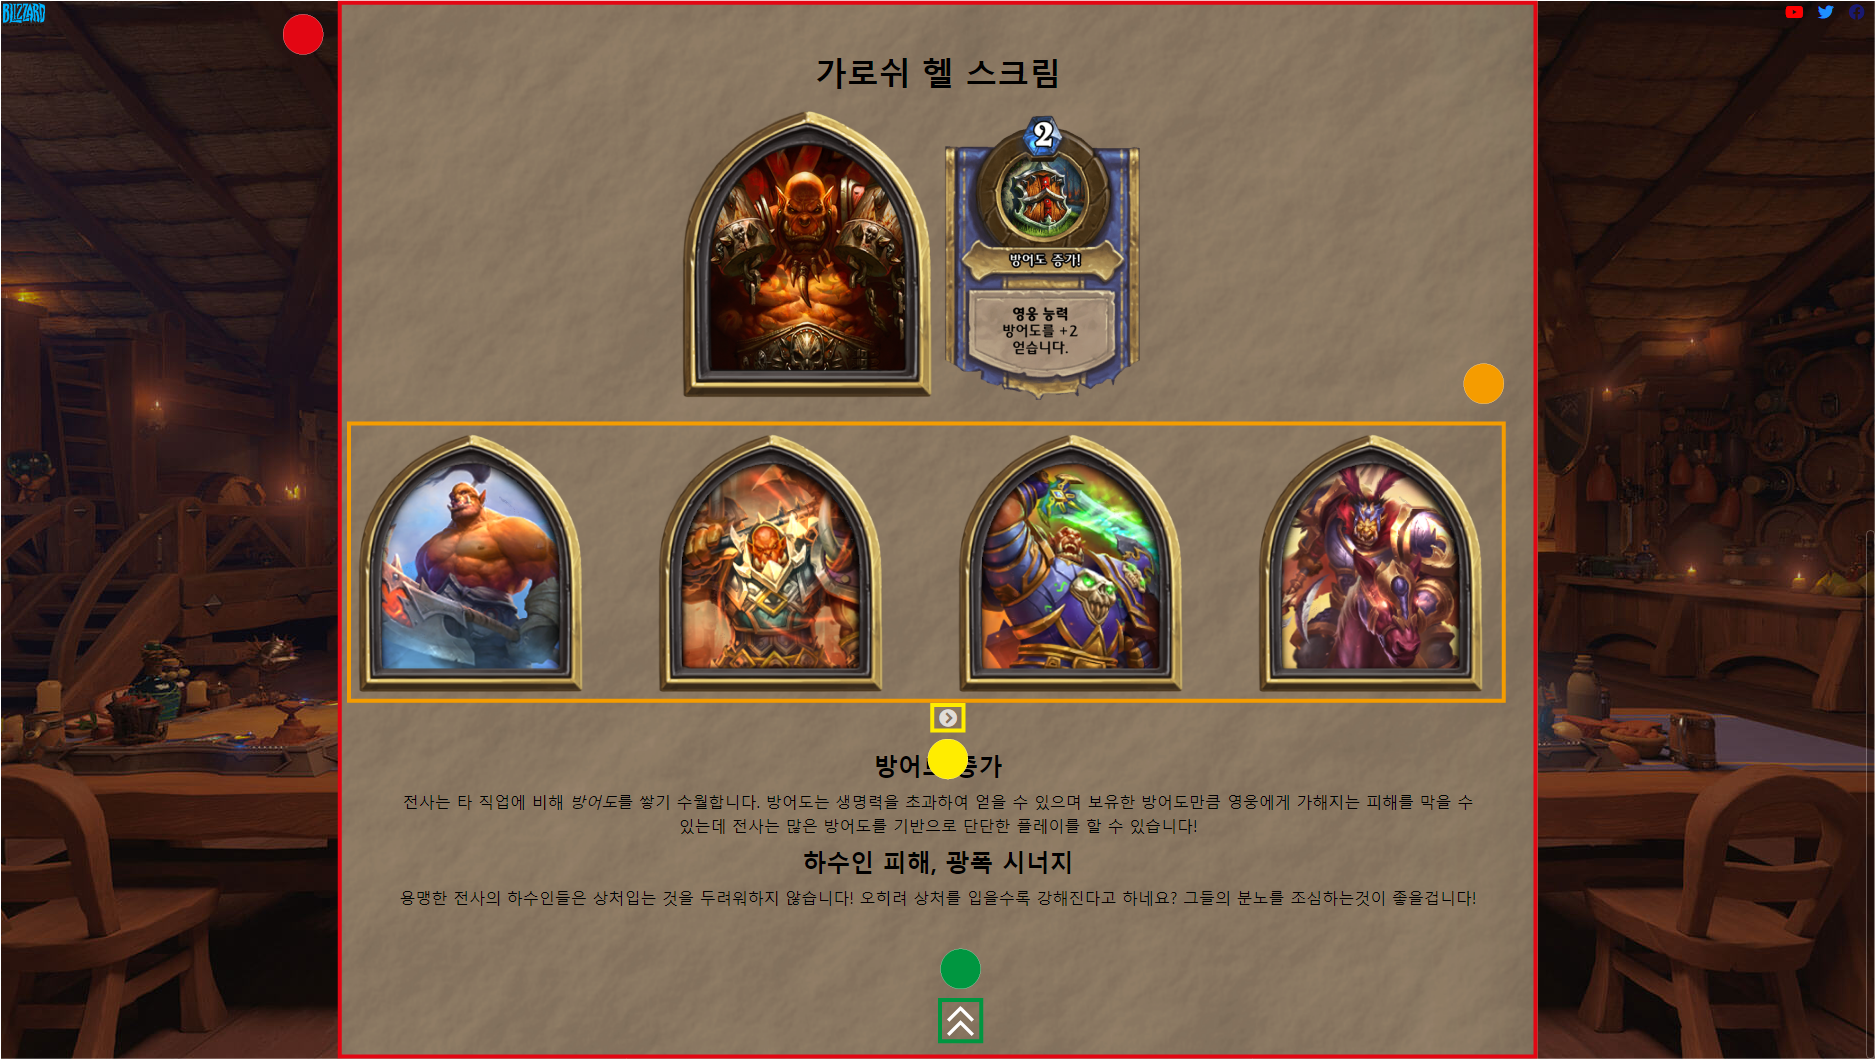 BLIZZARD
가로쉬 헬 스크림
2
방어도 증가!
영웅 능력
방어도를 +2
얻습니다.
방어 증가
전사는 타 직업에 비해 방어도를 쌓기 수월합니다. 방어도는 생명력을 초과하여 얻을 수 있으며 보유한 방어도만큼 영웅에게 가해지는 피해를 막을 수
있는데 전사는 많은 방어도를 기반으로 단단한 플레이를 할 수 있습니다!
하수인 피해, 광폭 시너지
용맹한 전사의 하수인들은 상처입는 것을 두려워하지 않습니다! 오히려 상처를 입을수록 강해진다고 하네요? 그들의 분노를 조심하는것이 좋을겁니다!